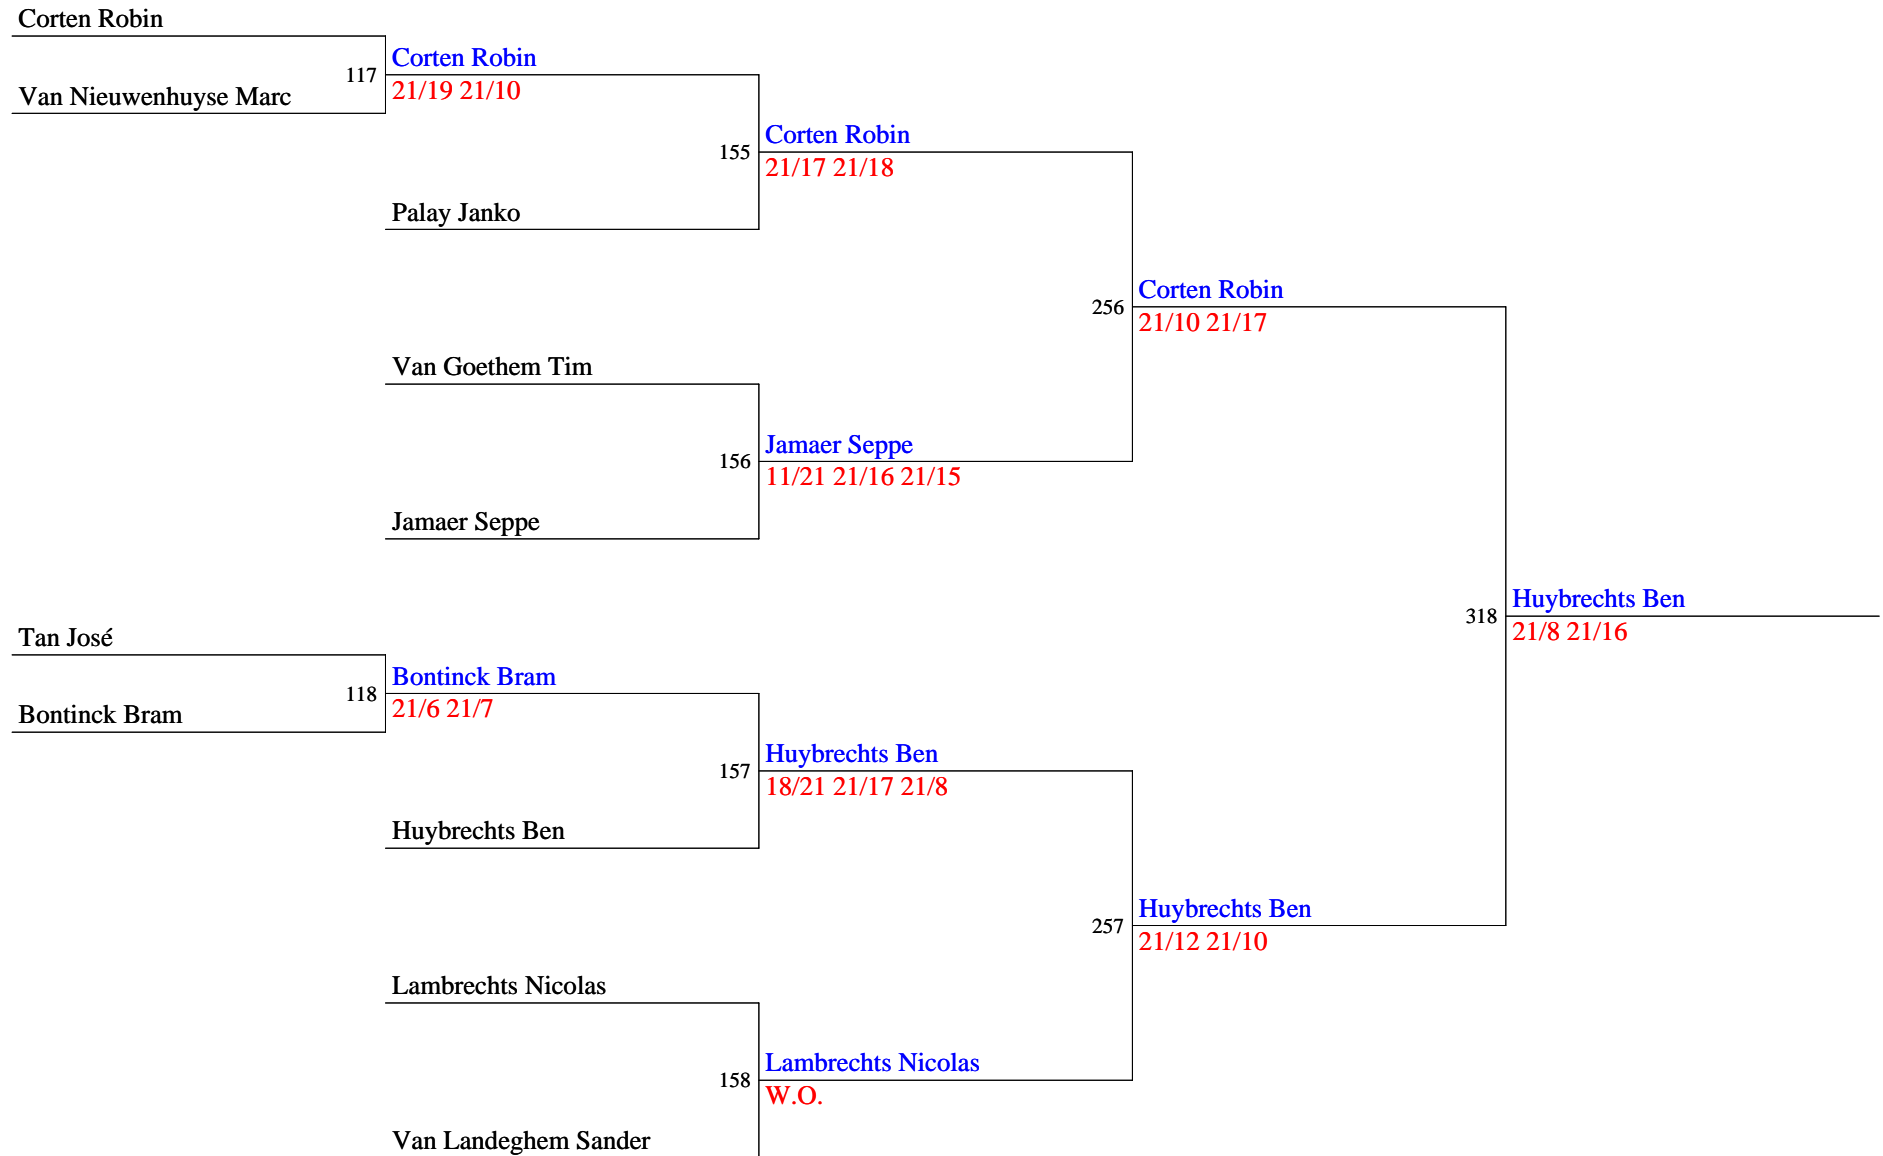 Corten Robin
Van Nieuwenhuyse Marc
117
Corten Robin
21/19 21/10
Palay Janko
155
Corten Robin
21/17 21/18
Van Goethem Tim
Jamaer Seppe
156
Jamaer Seppe
11/21 21/16 21/15
256
Corten Robin
21/10 21/17
Tan José
Bontinck Bram
118
Bontinck Bram
21/6 21/7
Huybrechts Ben
157
Huybrechts Ben
18/21 21/17 21/8
Lambrechts Nicolas
Van Landeghem Sander
158
Lambrechts Nicolas
W.O.
257
Huybrechts Ben
21/12 21/10
318
Huybrechts Ben
21/8 21/16